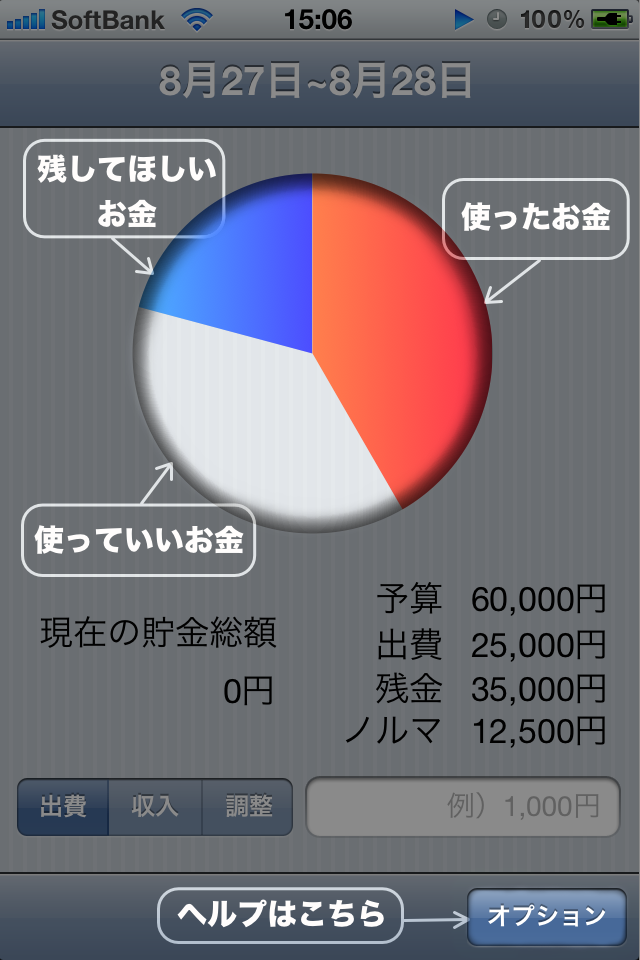 SoftBank 15:06 100%
8月27日~8月28日
残してほしい
お金
使ったお金
使っていいお金
現在の貯金総額
0円
予算 60,000円
出費 25,000円
残金 35,000円
ノルマ 12,500円
出費 収入 調整 例）1,000円
ヘルプはこちら オプション